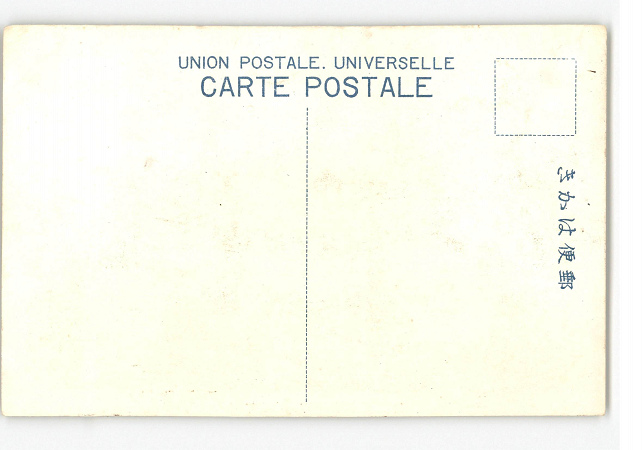 UNION POSTALE. UNIVERSELLE
CARTE POSTALE
きかは便郵